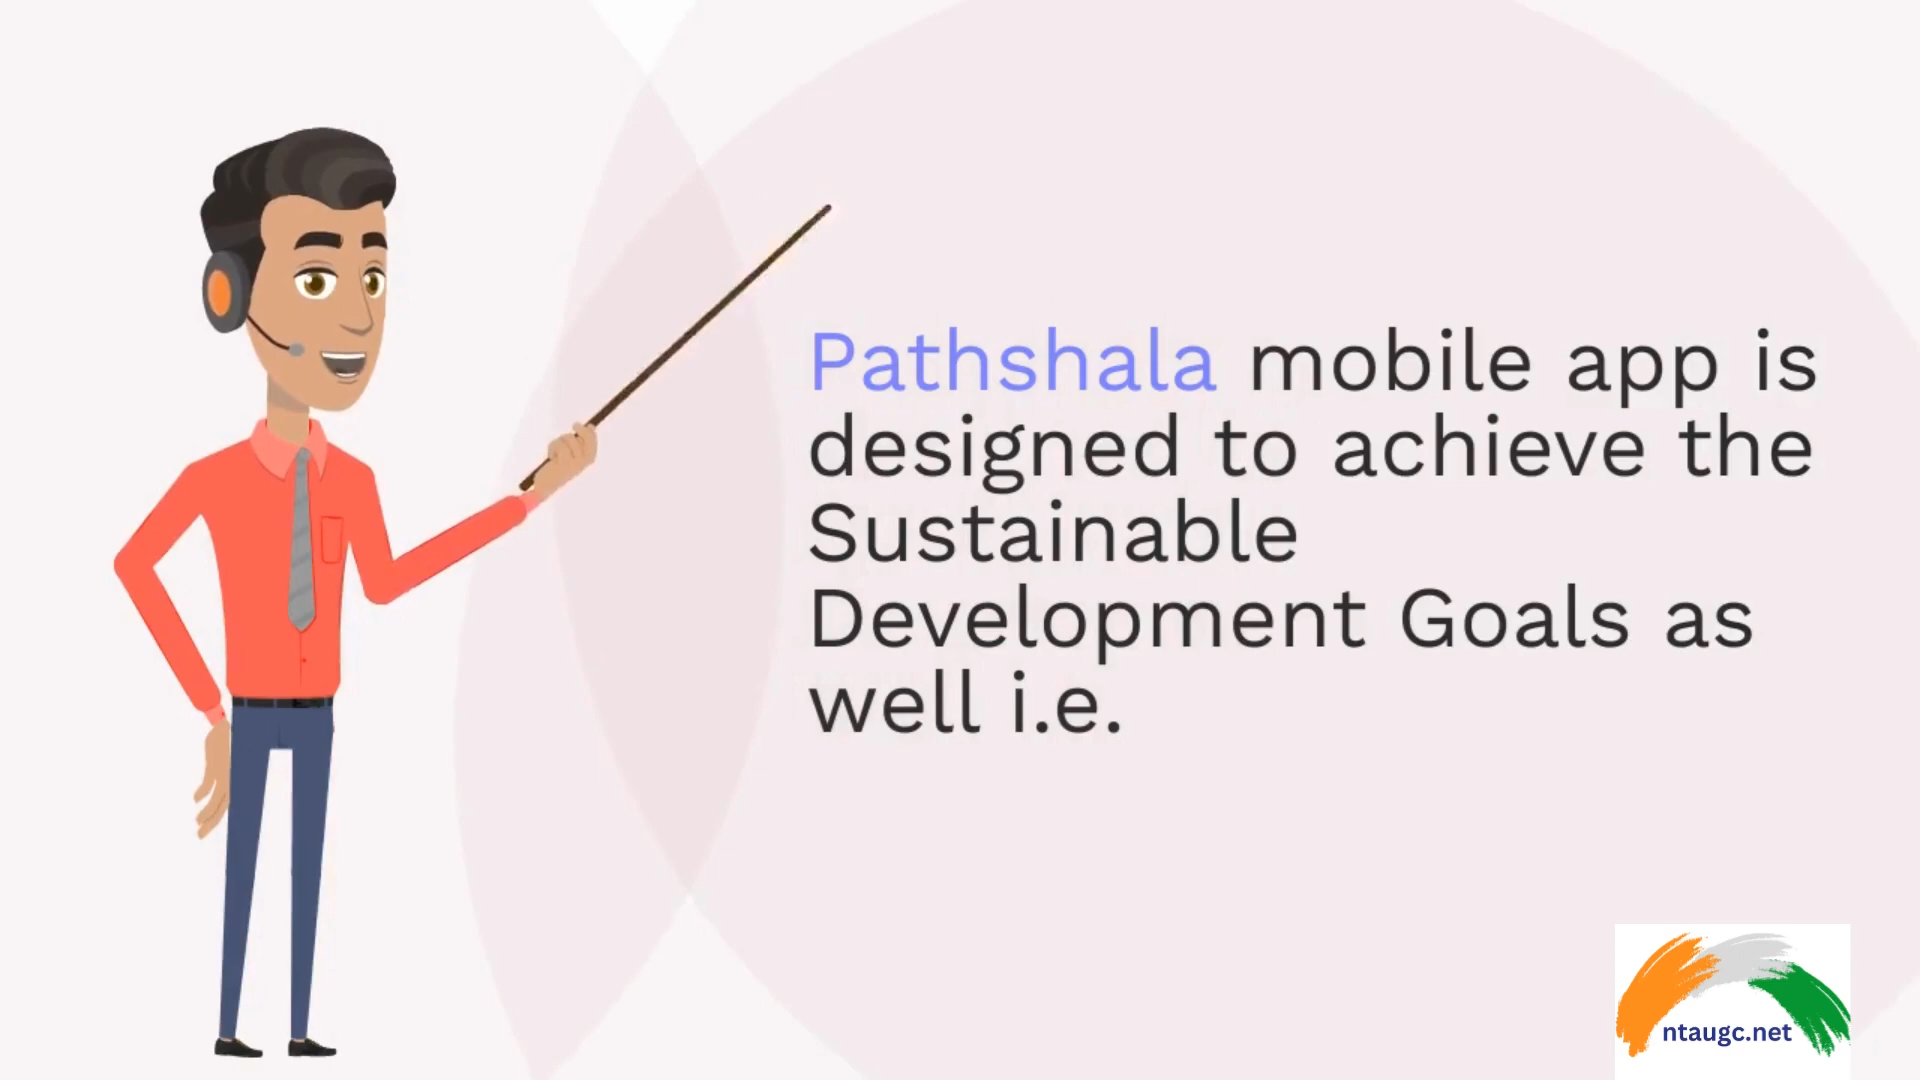 Pathshala mobile app is
designed to achieve the
Sustainable
Development Goals as
well i.e.
ntaugc.net